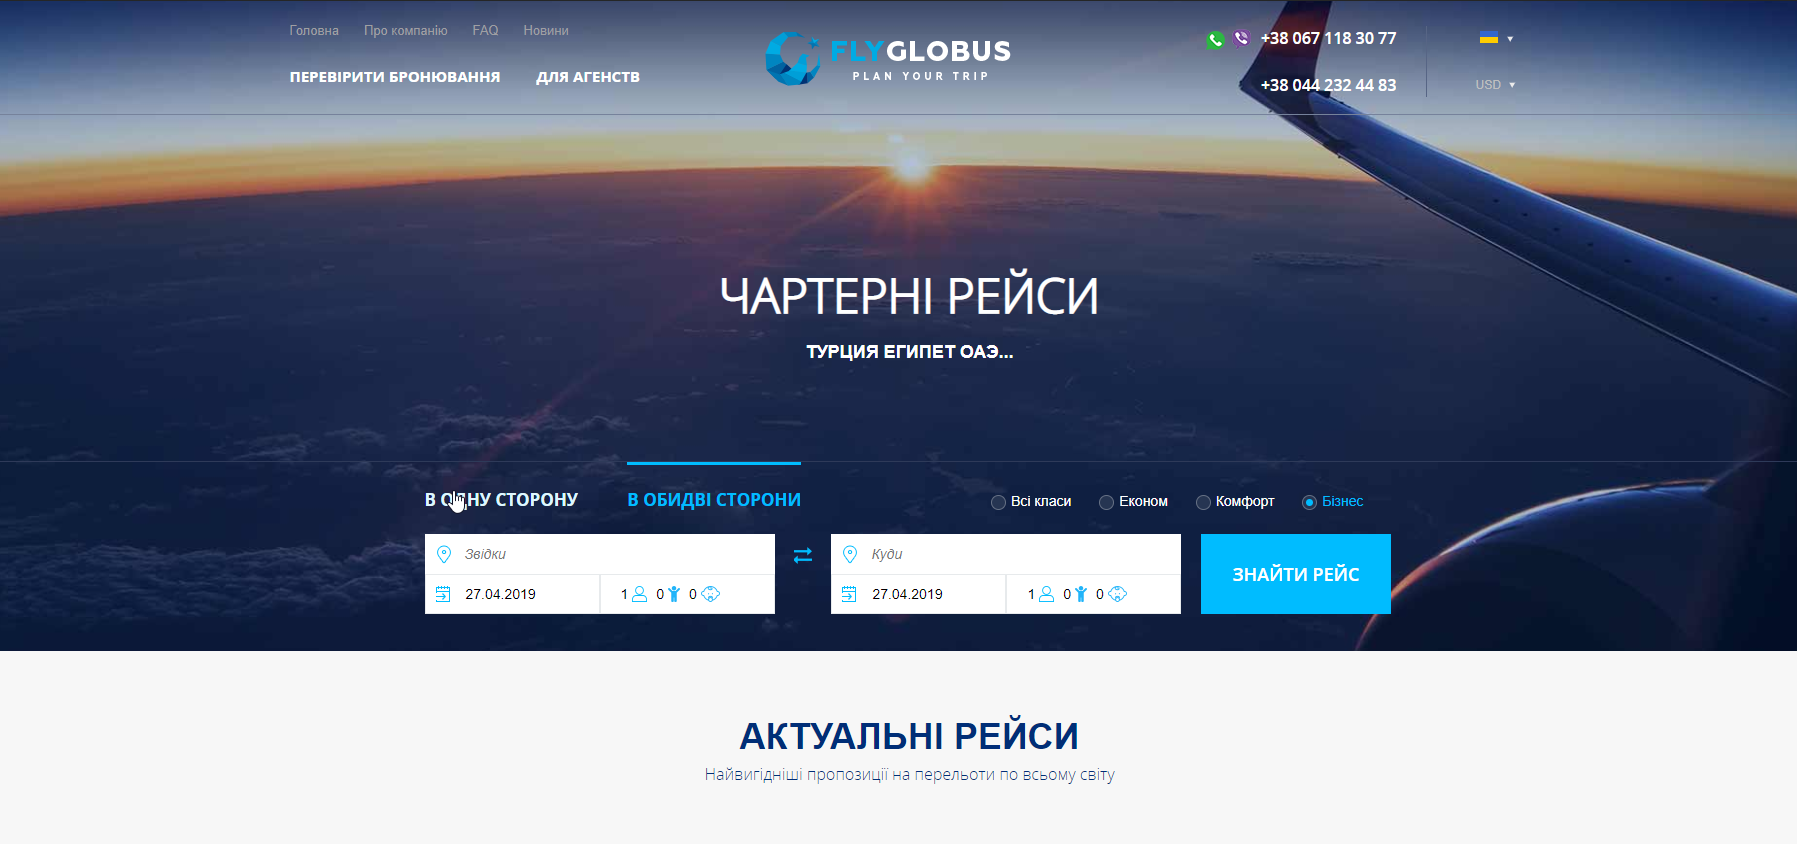 Головна Про компанію FAQ Новини
ПЕРЕВІРИТИ БРОНЮВАННЯ ДЛЯ АГЕНСТВ
FLYGLOBUS
PLAN YOUR TRIP
+38 067 118 30 77
+38 044 232 44 83
USD
ЧАРТЕРНІ РЕЙСИ
ТУРЦИЯ ЕГИПЕТ ОАЭ...
В ОДНУ СТОРОНУ В ОБИДВІ СТОРОНИ
Всі класи Економ Комфорт Бізнес
Звідки
Куди
27.04.2019 1 0 0
27.04.2019 1 0 0
ЗНАЙТИ РЕЙС
АКТУАЛЬНІ РЕЙСИ
Найвигідніші пропозиції на перельоти по всьому світу